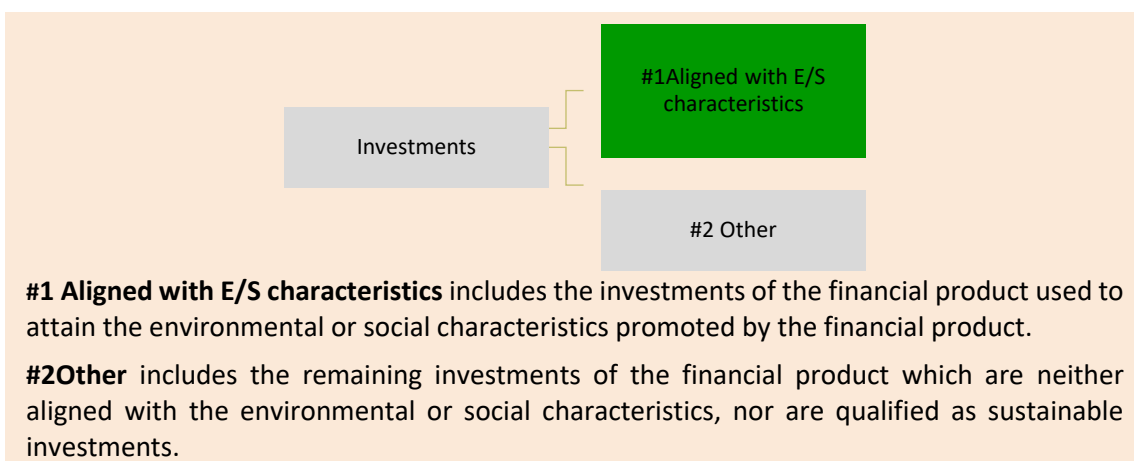 #1Aligned with E/S
characteristics
Investments
#2 Other
#1 Aligned with E/S characteristics includes the investments of the financial product used to
attain the environmental or social characteristics promoted by the financial product.
#2Other includes the remaining investments of the financial product which are neither
aligned with the environmental or social characteristics, nor are qualified as sustainable
investments.